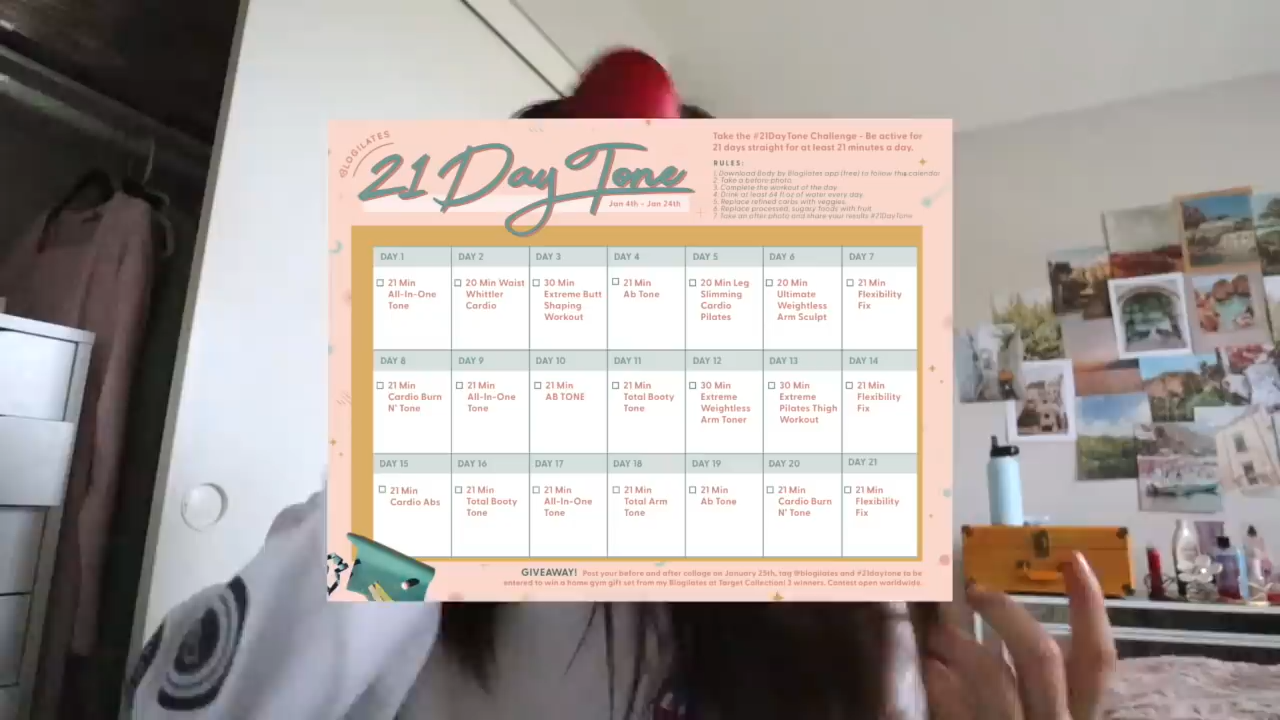 @BLOGILATES
21 Day Tone
Jan 4th - Jan 24th
Take the #21DayTone Challenge - Be active for
21 days straight for at least 21 minutes a day.
RULES:
1. Download Body by Blogilates app (free) to follow this calendar
2. Take a before photo.
3. Complete the workout of the day.
4. Drink at least 64 fl oz of water every day.
5. Replace refined carbs with veggies.
6. Replace processed, sugary foods with fruit.
7. Take an after photo and share your results #21DayTone
DAY 1
21 Min
All-In-One
Tone
DAY 2
20 Min Waist
Whittler
Cardio
DAY 3
30 Min
Extreme Butt
Shaping
Workout
DAY 4
21 Min
Ab Tone
DAY 5
20 Min Leg
Slimming
Cardio
Pilates
DAY 6
20 Min
Ultimate
Weightless
Arm Sculpt
DAY 7
21 Min
Flexibility
Fix
DAY 8
21 Min
Cardio Burn
N' Tone
DAY 9
21 Min
All-In-One
Tone
DAY 10
21 Min
AB TONE
DAY 11
21 Min
Total Booty
Tone
DAY 12
30 Min
Extreme
Weightless
Arm Toner
DAY 13
30 Min
Extreme
Pilates Thigh
Workout
DAY 14
21 Min
Flexibility
Fix
DAY 15
21 Min
Cardio Abs
DAY 16
21 Min
Total Booty
Tone
DAY 17
21 Min
All-In-One
Tone
DAY 18
21 Min
Total Arm
Tone
DAY 19
21 Min
Ab Tone
DAY 20
21 Min
Cardio Burn
N' Tone
DAY 21
21 Min
Flexibility
Fix
GIVEAWAY! Post your before and after collage on January 25th, tag @blogilates and #21daytone to be
entered to win a home gym gift set from my Blogilates at Target Collection! 3 winners. Contest open worldwide.